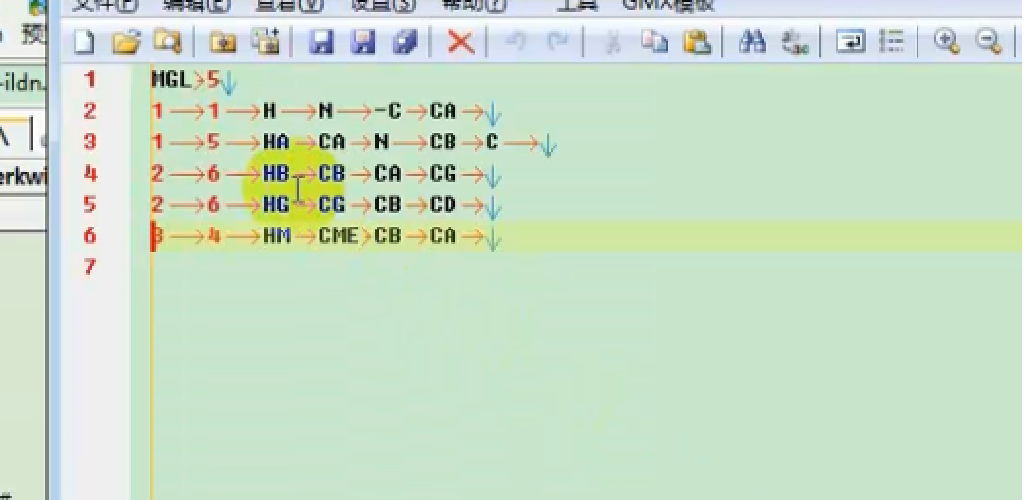 文件(F) 编辑(E) 查看(V) 设置(S) 帮助(?) 工具 GMX模板
预
-ildn.
erkwi
1 MGL 5
2 1 1 H N -C CA
3 1 5 HA CA N CB C
4 2 6 HB CB CA CG
5 2 6 HG CG CB CD
6 3 4 HM CME CB CA
7
#